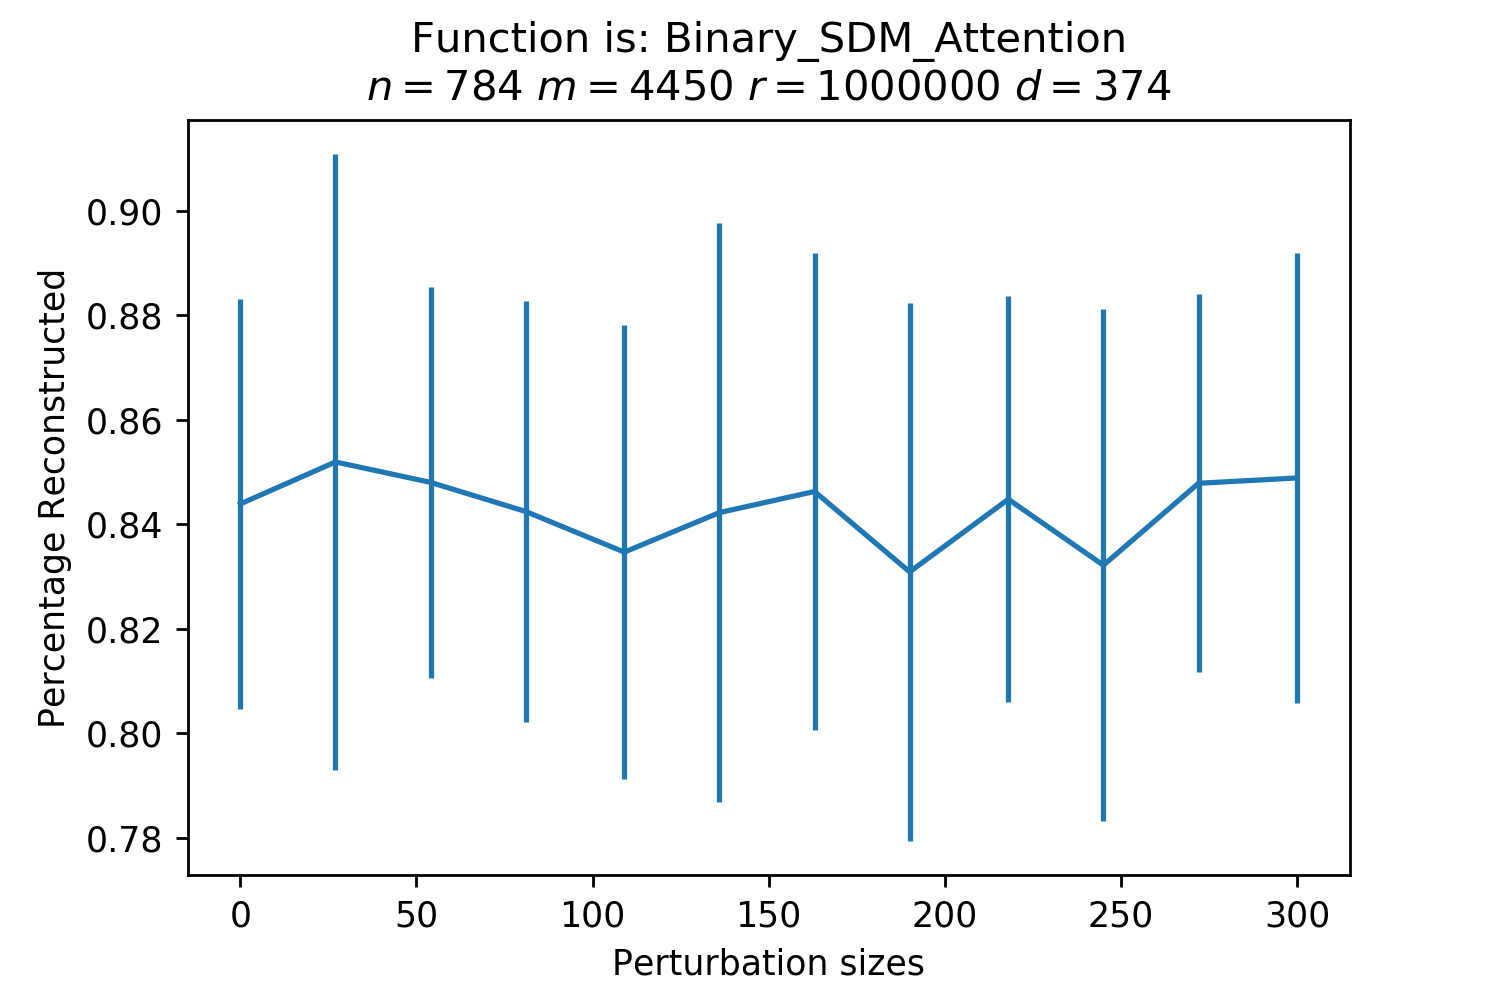 Function is: Binary_SDM_Attention
n = 784 m = 4450 r = 1000000 d = 374
Percentage Reconstructed
0.90
0.88
0.86
0.84
0.82
0.80
0.78
0 50 100 150 200 250 300
Perturbation sizes